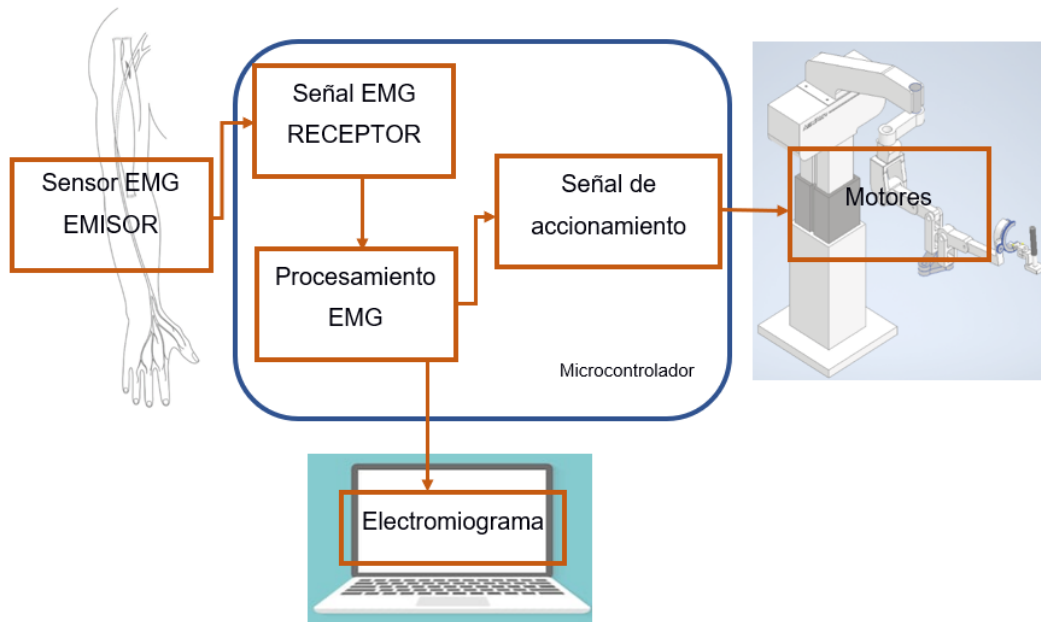 Sensor EMG
EMISOR
Señal EMG
RECEPTOR
Procesamiento
EMG
Señal de
accionamiento
Microcontrolador
Motores
Electromiograma